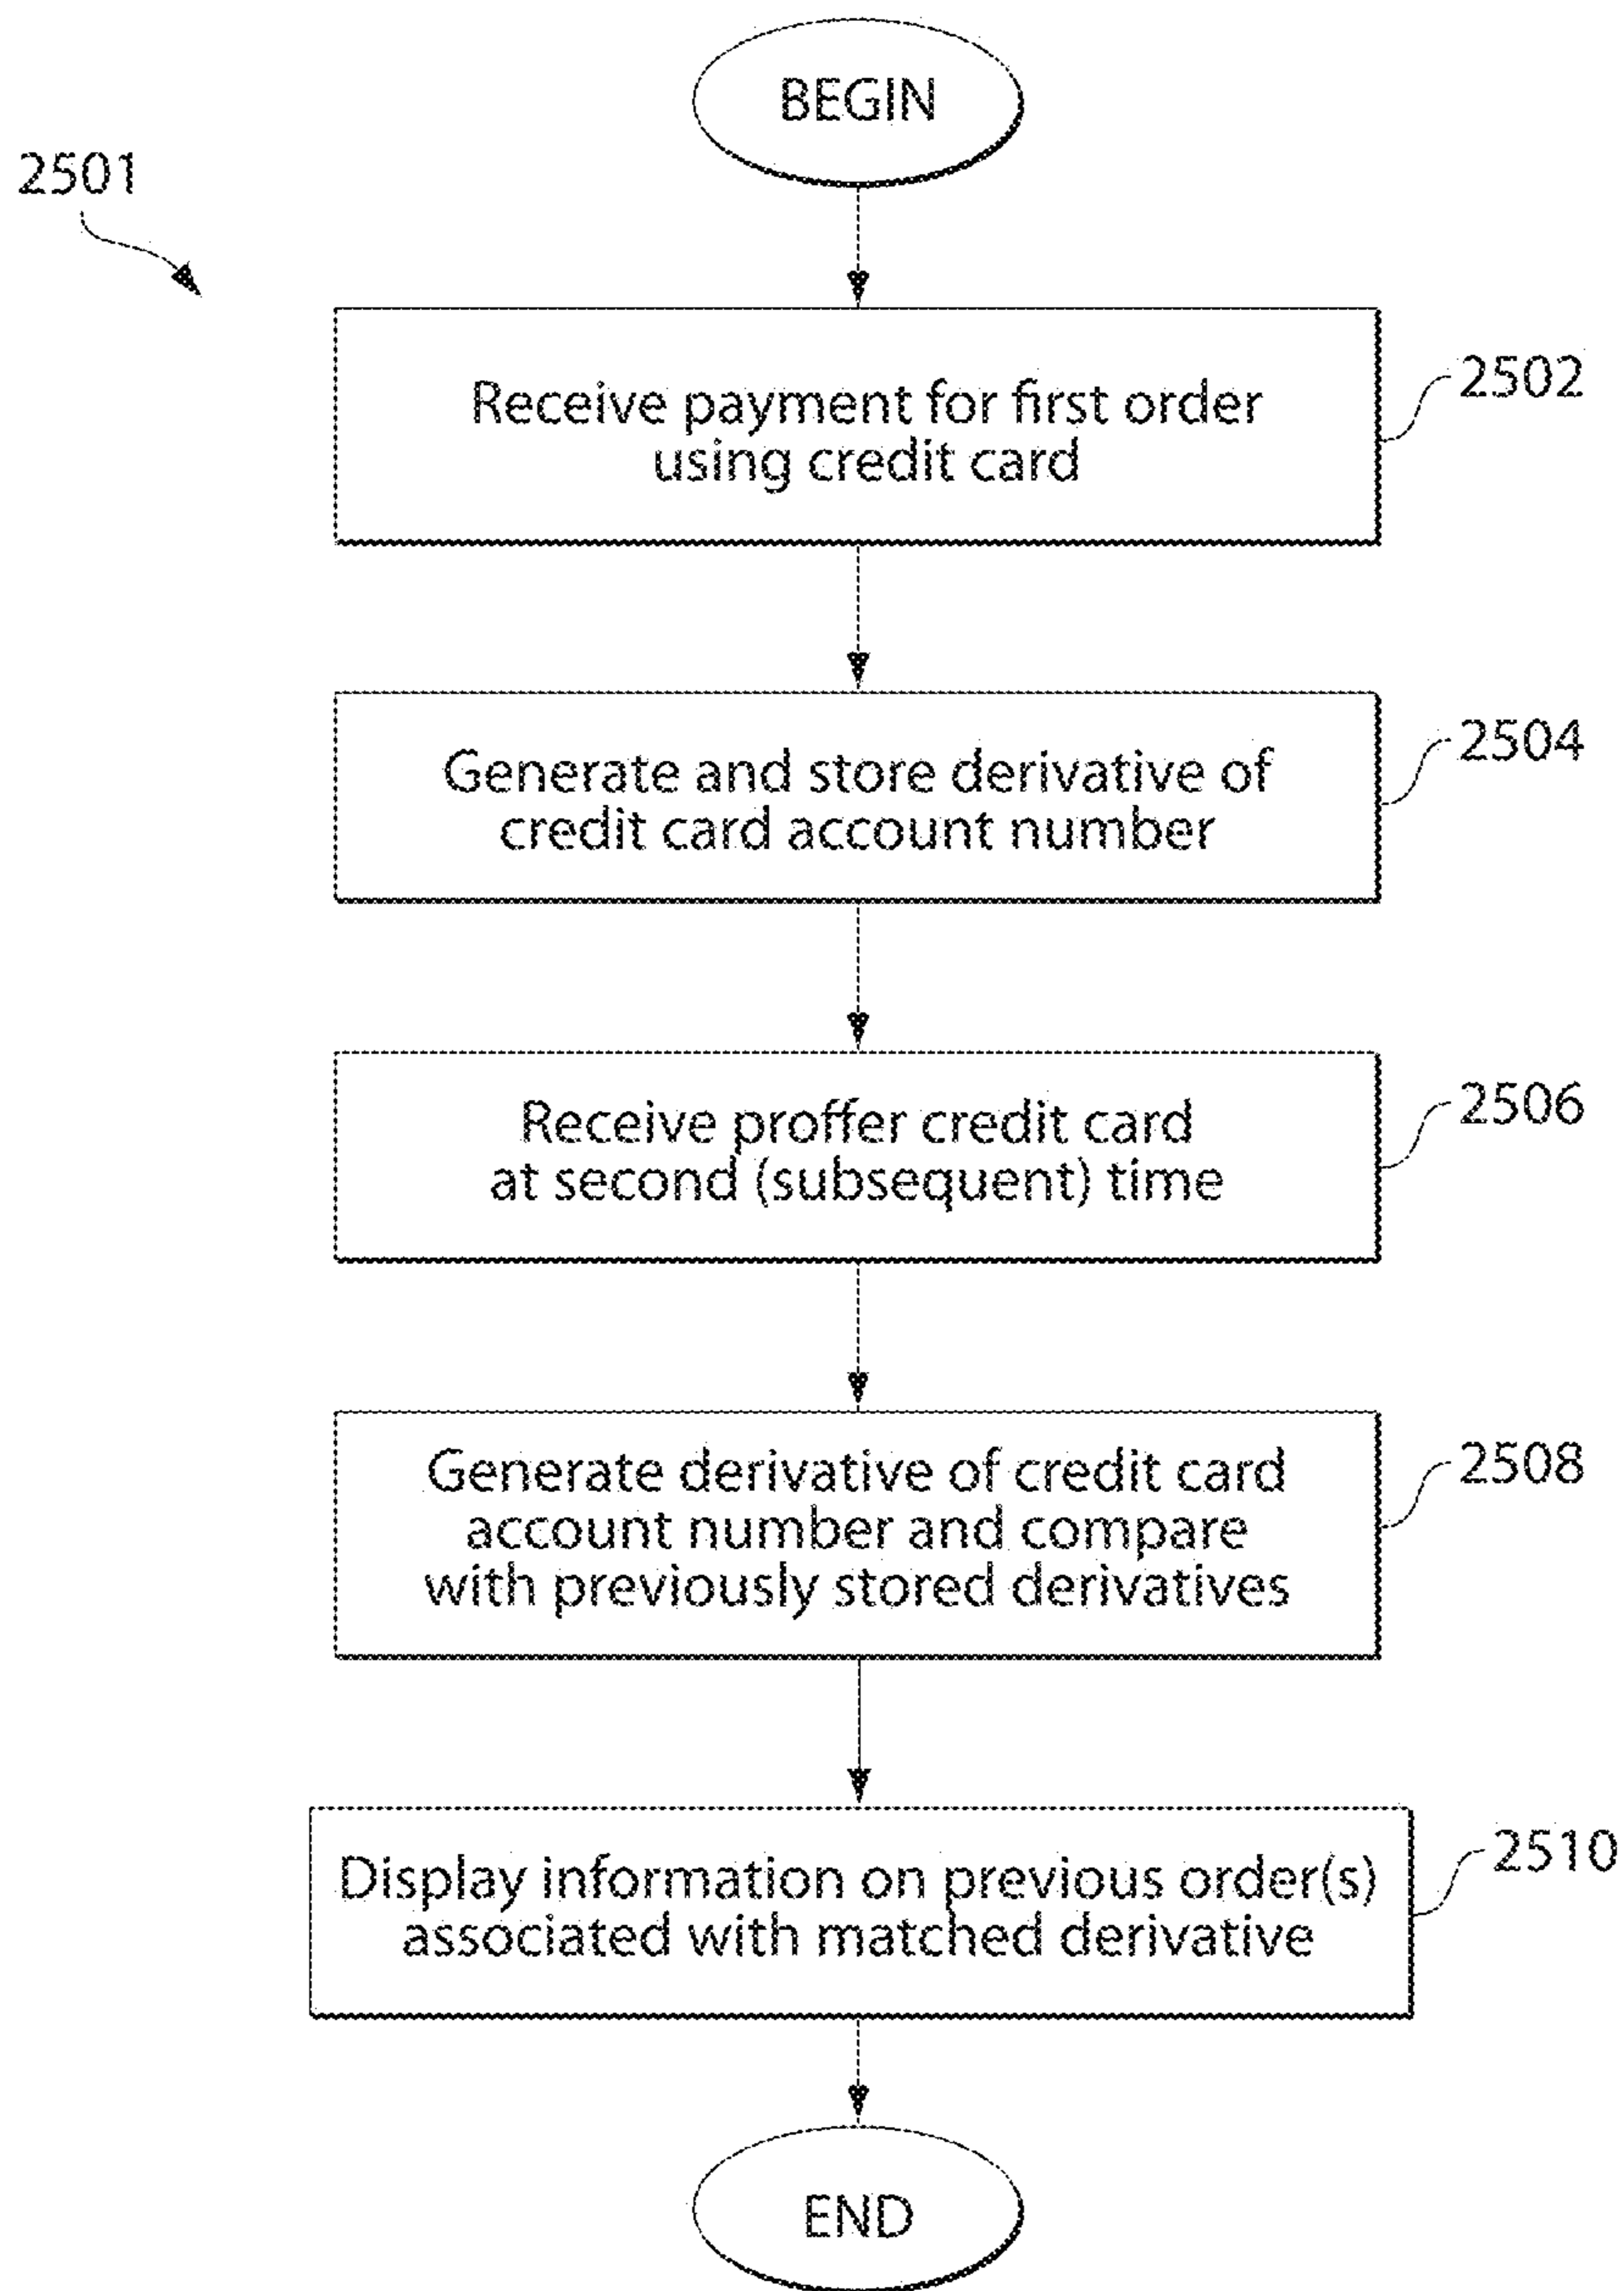 BEGIN
2501
Receive payment for first order
using credit card
2502
Generate and store derivative of
credit card account number
2504
Receive proffer credit card
at second (subsequent) time
2506
Generate derivative of credit card
account number and compare
with previously stored derivatives
2508
Display information on previous order(s)
associated with matched derivative
2510
END